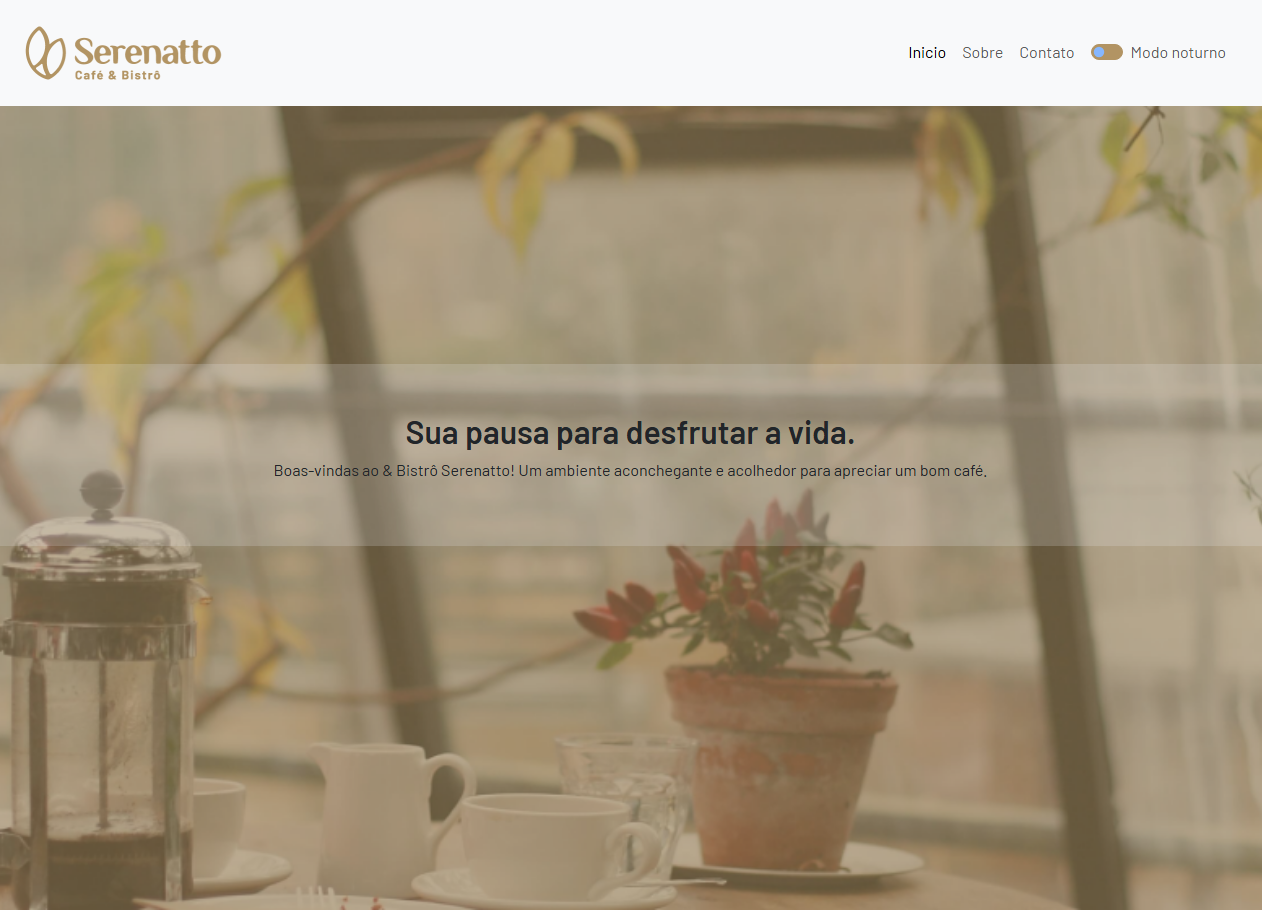 Serenatto
Café & Bistrô
Inicio
Sobre
Contato
Modo noturno
Sua pausa para desfrutar a vida.
Boas-vindas ao & Bistrô Serenatto! Um ambiente aconchegante e acolhedor para apreciar um bom café.